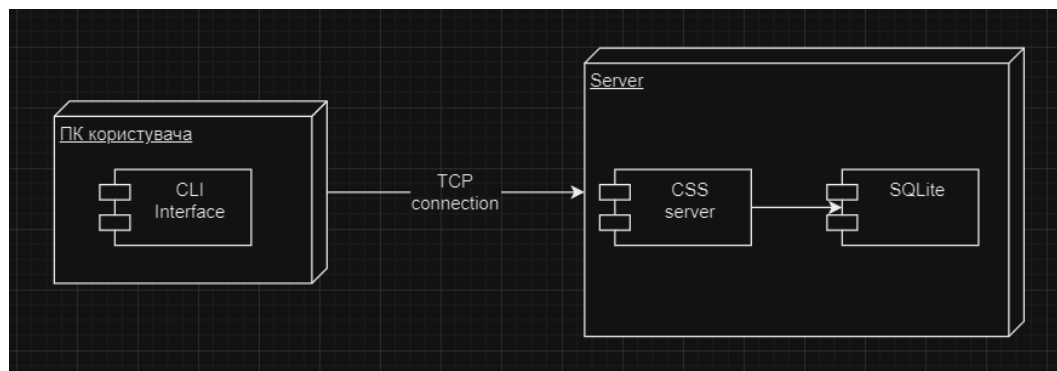 ПК користувача
CLI
Interface
TCP
connection
Server
CSS
server
SQLite